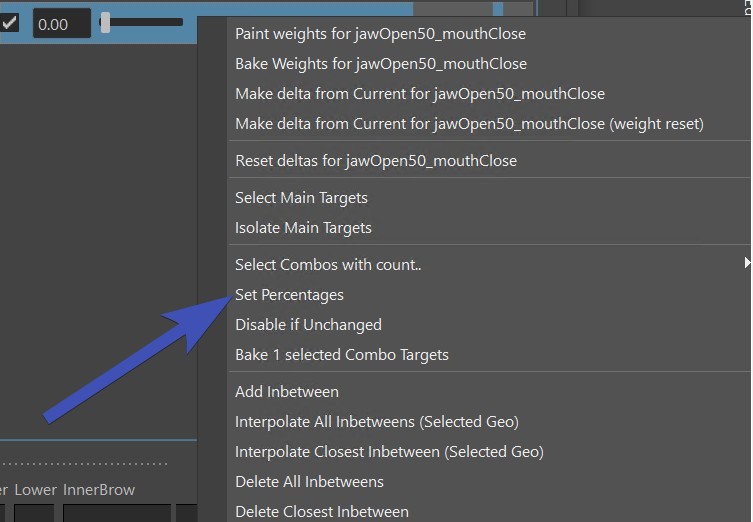 0.00
Paint weights for jawOpen50_mouthClose
Bake Weights for jawOpen50_mouthClose
Make delta from Current for jawOpen50_mouthClose
Make delta from Current for jawOpen50_mouthClose (weight reset)
Reset deltas for jawOpen50_mouthClose
Select Main Targets
Isolate Main Targets
Select Combos with count..
Set Percentages
Disable if Unchanged
Bake 1 selected Combo Targets
Add Inbetween
Interpolate All Inbetweens (Selected Geo)
Interpolate Closest Inbetween (Selected Geo)
Delete All Inbetweens
Delete Closest Inbetween
Lower InnerBrow